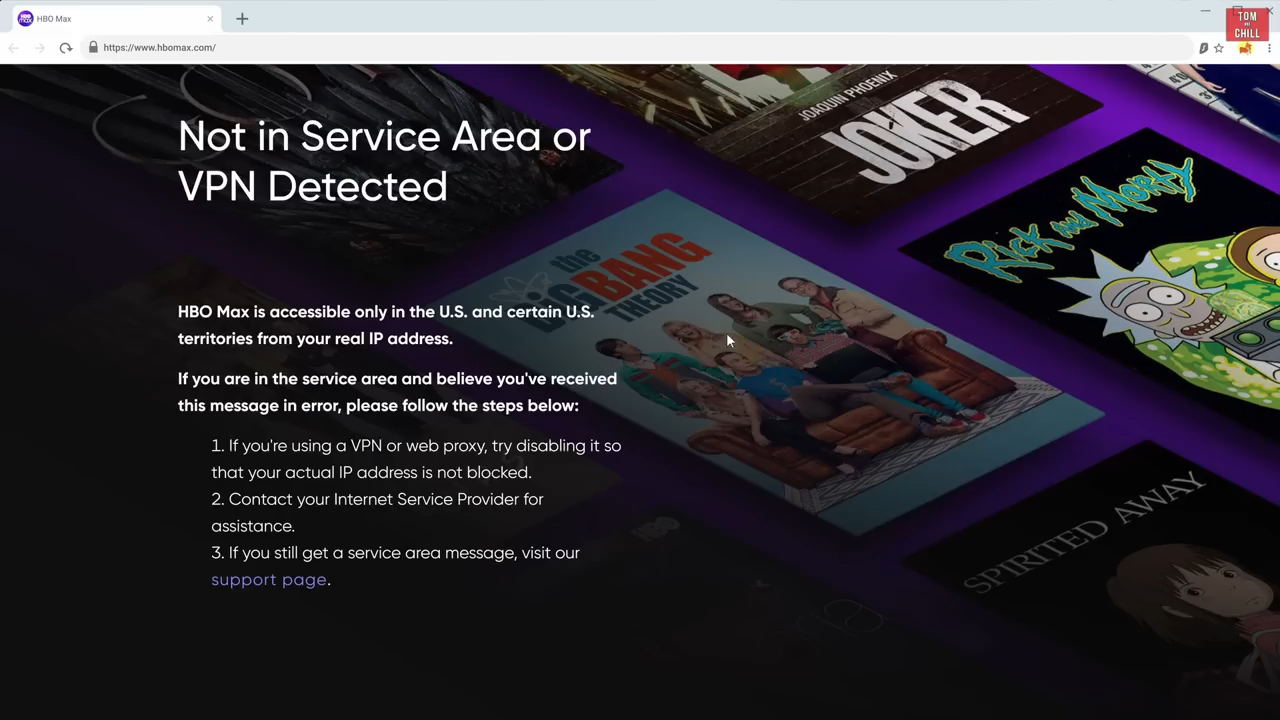 HBO Max
TOM
AND
CHILL
https://www.hbomax.com/
Not in Service Area or
VPN Detected
HBO Max is accessible only in the U.S. and certain U.S.
territories from your real IP address.
If you are in the service area and believe you've received
this message in error, please follow the steps below:
1. If you're using a VPN or web proxy, try disabling it so
that your actual IP address is not blocked.
2. Contact your Internet Service Provider for
assistance.
3. If you still get a service area message, visit our
support page.
JOAQUIN PHOENIX
JOKER
Rick and Morty
the
BIG BANG
THEORY
HBO
SPIRITED AWAY